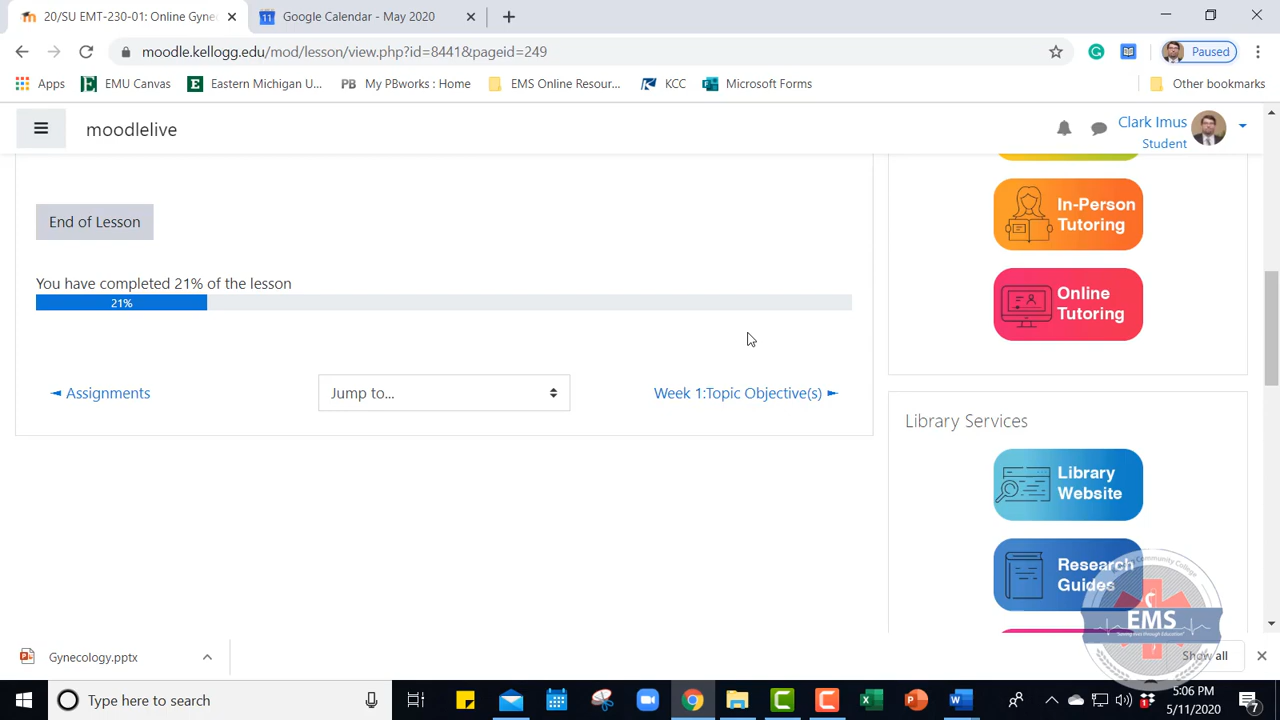 20/SU EMT-230-01: Online Gyne
Google Calendar - May 2020
moodle.kellogg.edu/mod/lesson/view.php?id=8441&pageid=249
Paused
Apps
EMU Canvas
Eastern Michigan U...
PB My PBworks : Home
EMS Online Resour...
KCC
Microsoft Forms
Other bookmarks
moodlelive
Clark Imus
Student
In-Person
Tutoring
End of Lesson
You have completed 21% of the lesson
21%
Online
Tutoring
◄ Assignments
Jump to...
Week 1:Topic Objective(s) ►
Library Services
Library
Website
Research
Guides
Community College
EMS
Gynecology.pptx
Show all
Type here to search
5:06 PM
5/11/2020
7